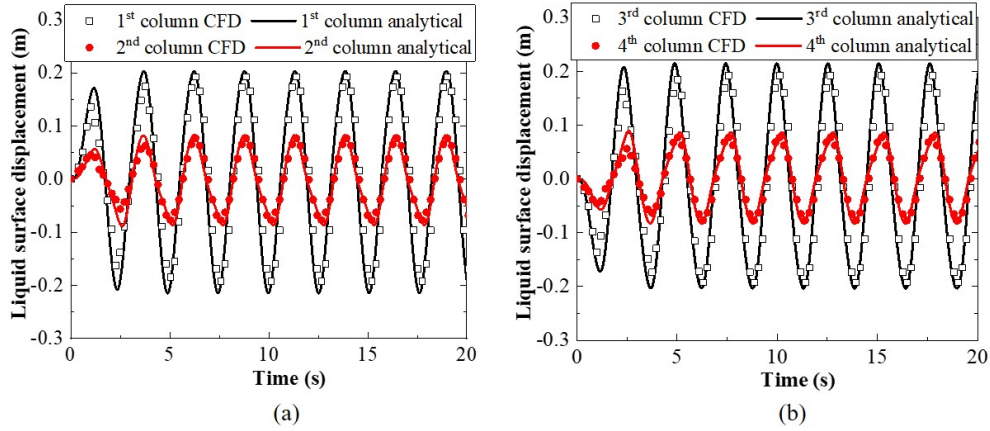 1st column CFD 1st column analytical
2nd column CFD 2nd column analytical
Liquid surface displacement (m)
0.3
0.2
0.1
0.0
-0.1
-0.2
-0.3
0 5 10 15 20
Time (s)
(a)
3rd column CFD 3rd column analytical
4th column CFD 4th column analytical
Liquid surface displacement (m)
0.3
0.2
0.1
0.0
-0.1
-0.2
-0.3
0 5 10 15 20
Time (s)
(b)